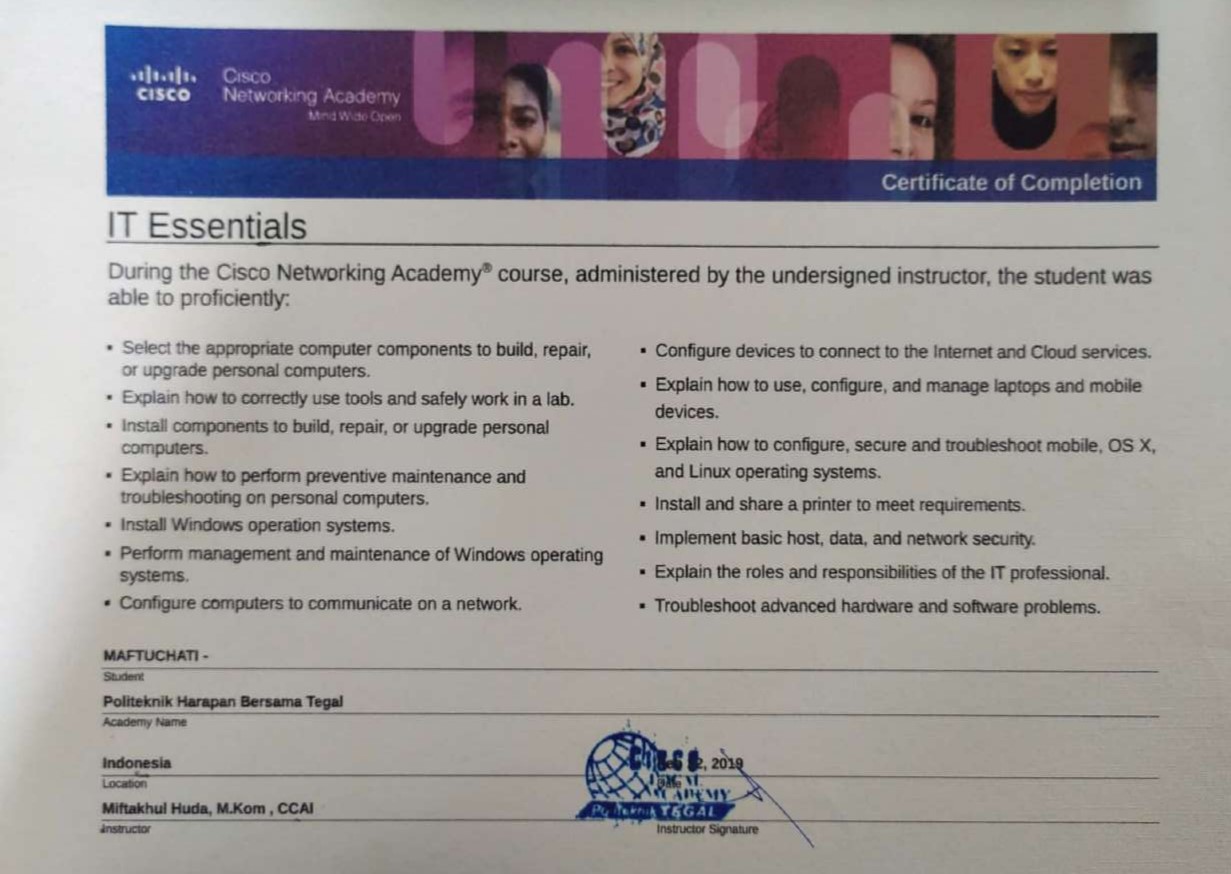 CISCO
Cisco
Networking Academy
Mind Wide Open
Certificate of Completion
IT Essentials
During the Cisco Networking Academy® course, administered by the undersigned instructor, the student was
able to proficiently:
▪ Select the appropriate computer components to build, repair,
or upgrade personal computers.
▪ Explain how to correctly use tools and safely work in a lab.
▪ Install components to build, repair, or upgrade personal
computers.
▪ Explain how to perform preventive maintenance and
troubleshooting on personal computers.
▪ Install Windows operation systems.
▪ Perform management and maintenance of Windows operating
systems.
▪ Configure computers to communicate on a network.
▪ Configure devices to connect to the Internet and Cloud services.
▪ Explain how to use, configure, and manage laptops and mobile
devices.
▪ Explain how to configure, secure and troubleshoot mobile, OS X,
and Linux operating systems.
▪ Install and share a printer to meet requirements.
▪ Implement basic host, data, and network security.
▪ Explain the roles and responsibilities of the IT professional.
▪ Troubleshoot advanced hardware and software problems.
MAFTUCHATI -
Student
Politeknik Harapan Bersama Tegal
Academy Name
Indonesia
Location
2019
CISCO
ACADEMY
Politeknik TEGAL
Miftakhul Huda, M.Kom , CCAI
Instructor
Instructor Signature